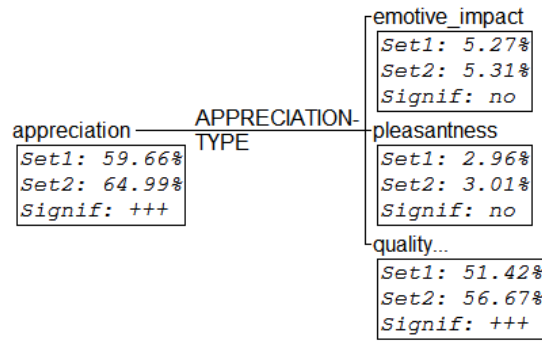 emotive_impact
Set1: 5.27%
Set2: 5.31%
Signif: no
appreciation
APPRECIATION-
TYPE
Set1: 59.66%
Set2: 64.99%
Signif: +++
pleasantness
Set1: 2.96%
Set2: 3.01%
Signif: no
quality...
Set1: 51.42%
Set2: 56.67%
Signif: +++